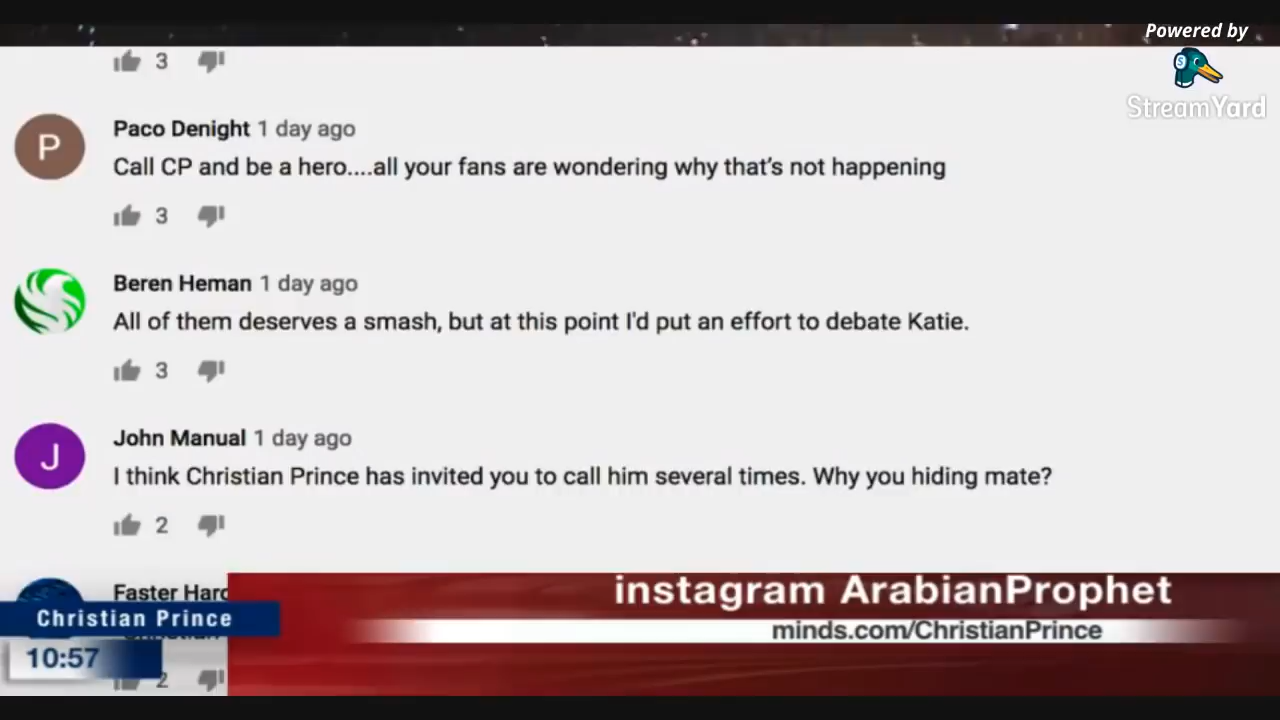 Powered by
StreamYard
3
P
Paco Denight 1 day ago
Call CP and be a hero....all your fans are wondering why that's not happening
3
Beren Heman 1 day ago
All of them deserves a smash, but at this point I'd put an effort to debate Katie.
3
J
John Manual 1 day ago
I think Christian Prince has invited you to call him several times. Why you hiding mate?
2
Faster Hard
instagram ArabianProphet
Christian Prince
minds.com/ChristianPrince
10:57
2